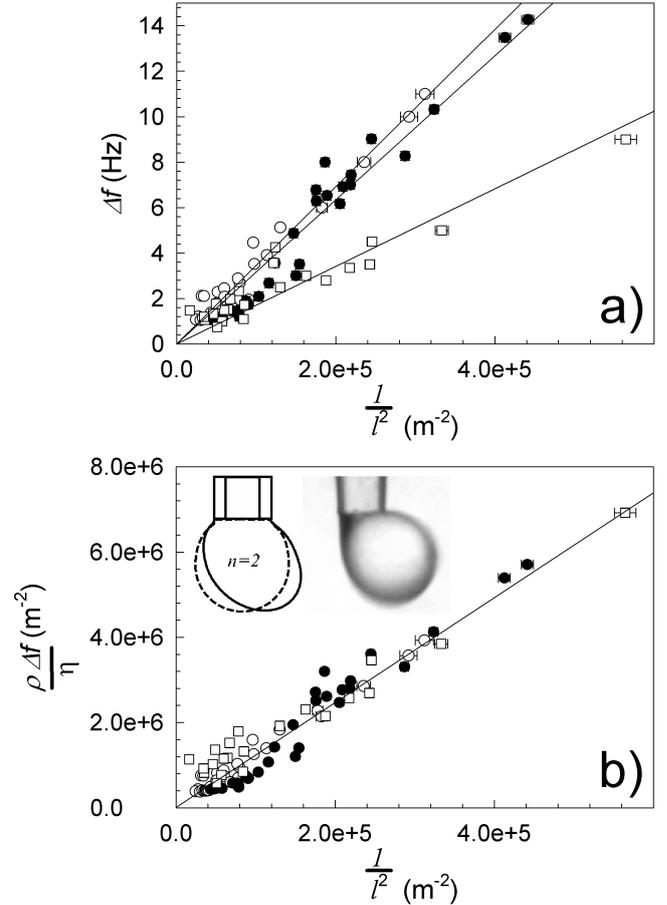 14
12
10
8
6
4
2
0
Δf (Hz)
a)
0.0 2.0e+5 4.0e+5
1
l² (m⁻²)
8.0e+6
6.0e+6
4.0e+6
2.0e+6
0.0
ρ Δf (m⁻²)
η
n=2
b)
0.0 2.0e+5 4.0e+5
1
l² (m⁻²)